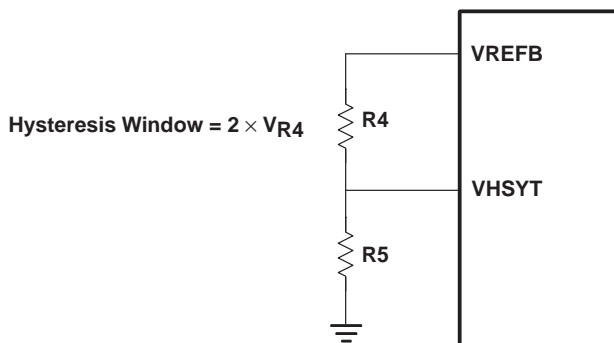 VREFB
Hysteresis Window = 2 × VR4
R4
VHSYT
R5